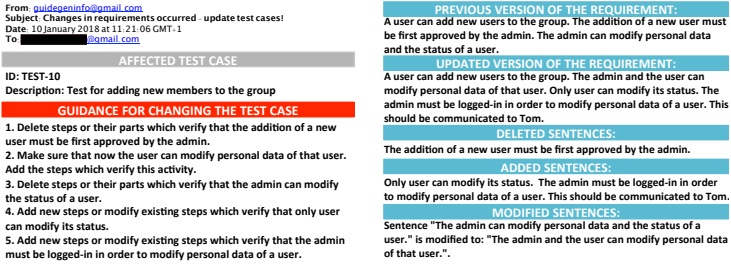 From: guidegeninfo@gmail.com
Subject: Changes in requirements occurred - update test cases!
Date: 10 January 2018 at 11:21:06 GMT+1
To: @gmail.com
AFFECTED TEST CASE
ID: TEST-10
Description: Test for adding new members to the group
GUIDANCE FOR CHANGING THE TEST CASE
1. Delete steps or their parts which verify that the addition of a new
user must be first approved by the admin.
2. Make sure that now the user can modify personal data of that user.
Add the steps which verify this activity.
3. Delete steps or their parts which verify that the admin can modify
the status of a user.
4. Add new steps or modify existing steps which verify that only user
can modify its status.
5. Add new steps or modify existing steps which verify that the admin
must be logged-in in order to modify personal data of a user.
PREVIOUS VERSION OF THE REQUIREMENT:
A user can add new users to the group. The addition of a new user must
be first approved by the admin. The admin can modify personal data
and the status of a user.
UPDATED VERSION OF THE REQUIREMENT:
A user can add new users to the group. The admin and the user can
modify personal data of that user. Only user can modify its status. The
admin must be logged-in in order to modify personal data of a user. This
should be communicated to Tom.
DELETED SENTENCES:
The addition of a new user must be first approved by the admin.
ADDED SENTENCES:
Only user can modify its status. The admin must be logged-in in order
to modify personal data of a user. This should be communicated to Tom.
MODIFIED SENTENCES:
Sentence "The admin can modify personal data and the status of a
user." is modified to: "The admin and the user can modify personal data
of that user.".